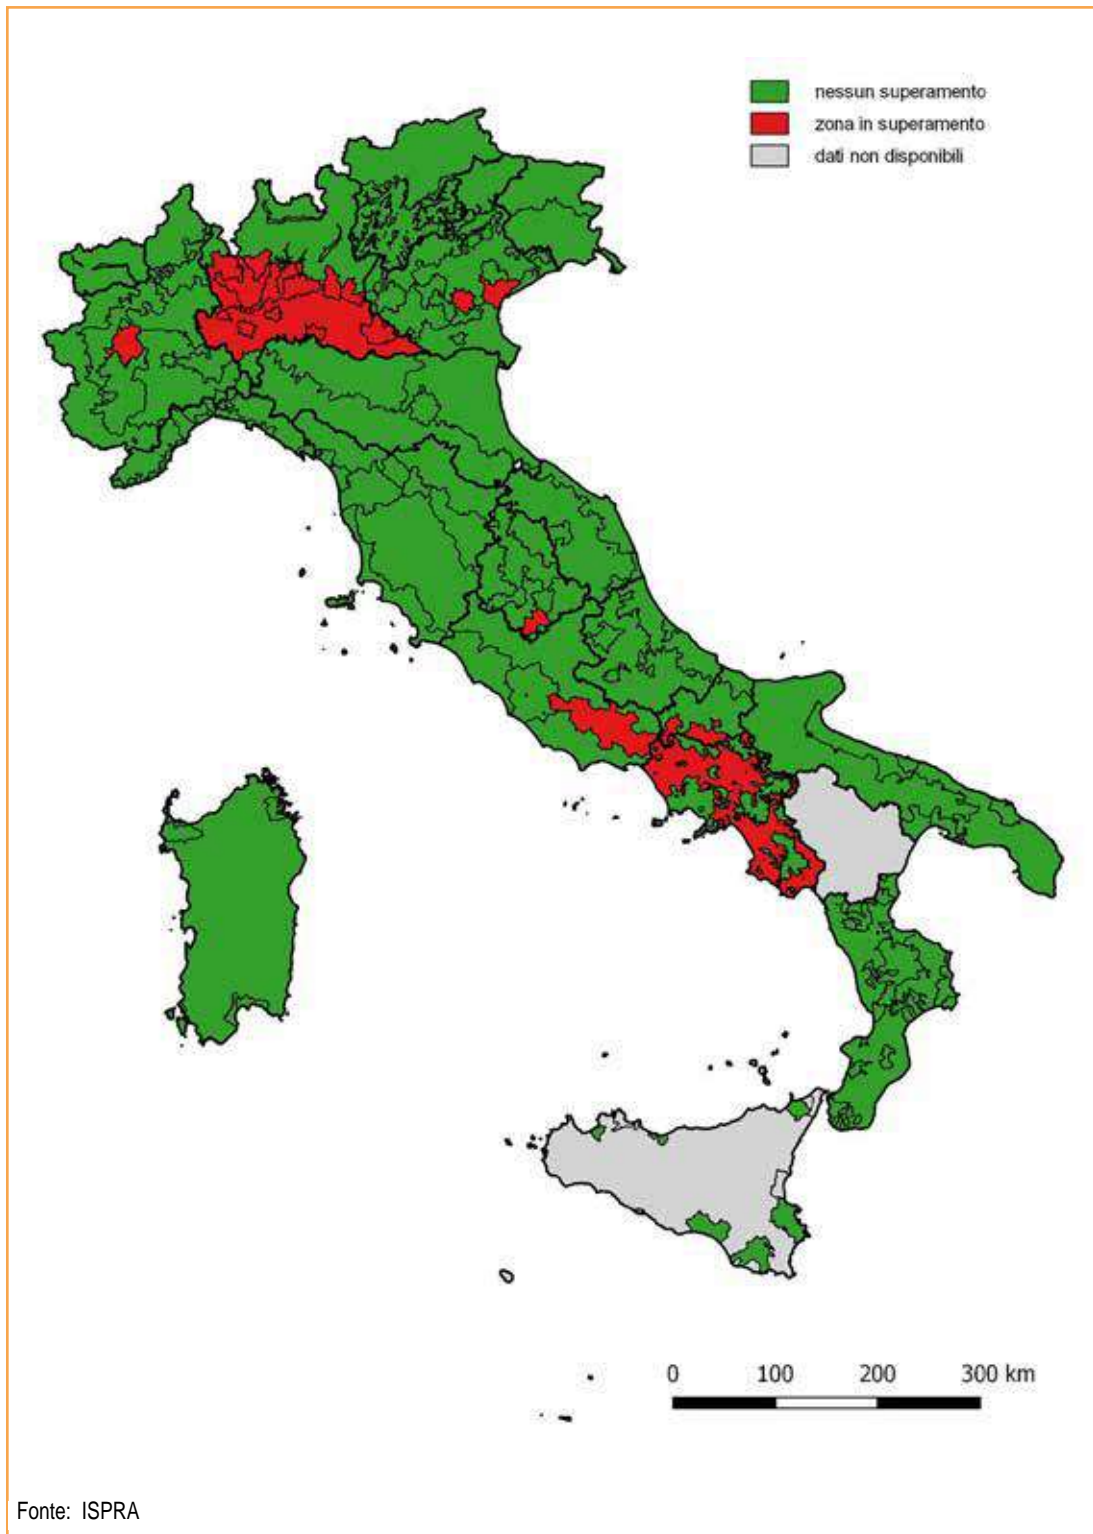 nessun superamento
zona in superamento
dati non disponibili
0 100 200 300 km
Fonte: ISPRA